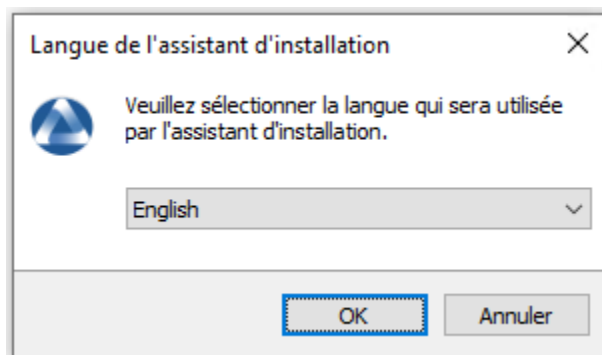 Langue de l'assistant d'installation
Veuillez sélectionner la langue qui sera utilisée
par l'assistant d'installation.
English
OK
Annuler